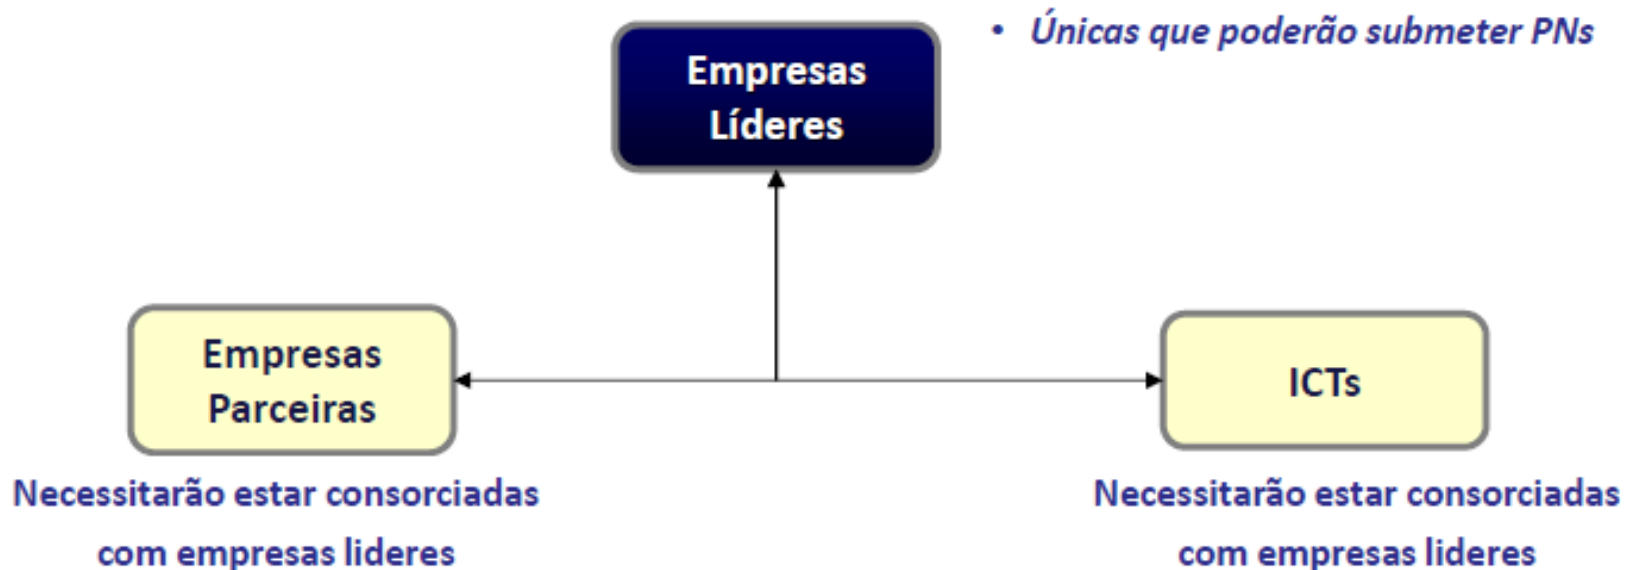 • Únicas que poderão submeter PNs
Empresas
Líderes
Empresas
Parceiras
ICTs
Necessitarão estar consorciadas
com empresas lideres
Necessitarão estar consorciadas
com empresas lideres